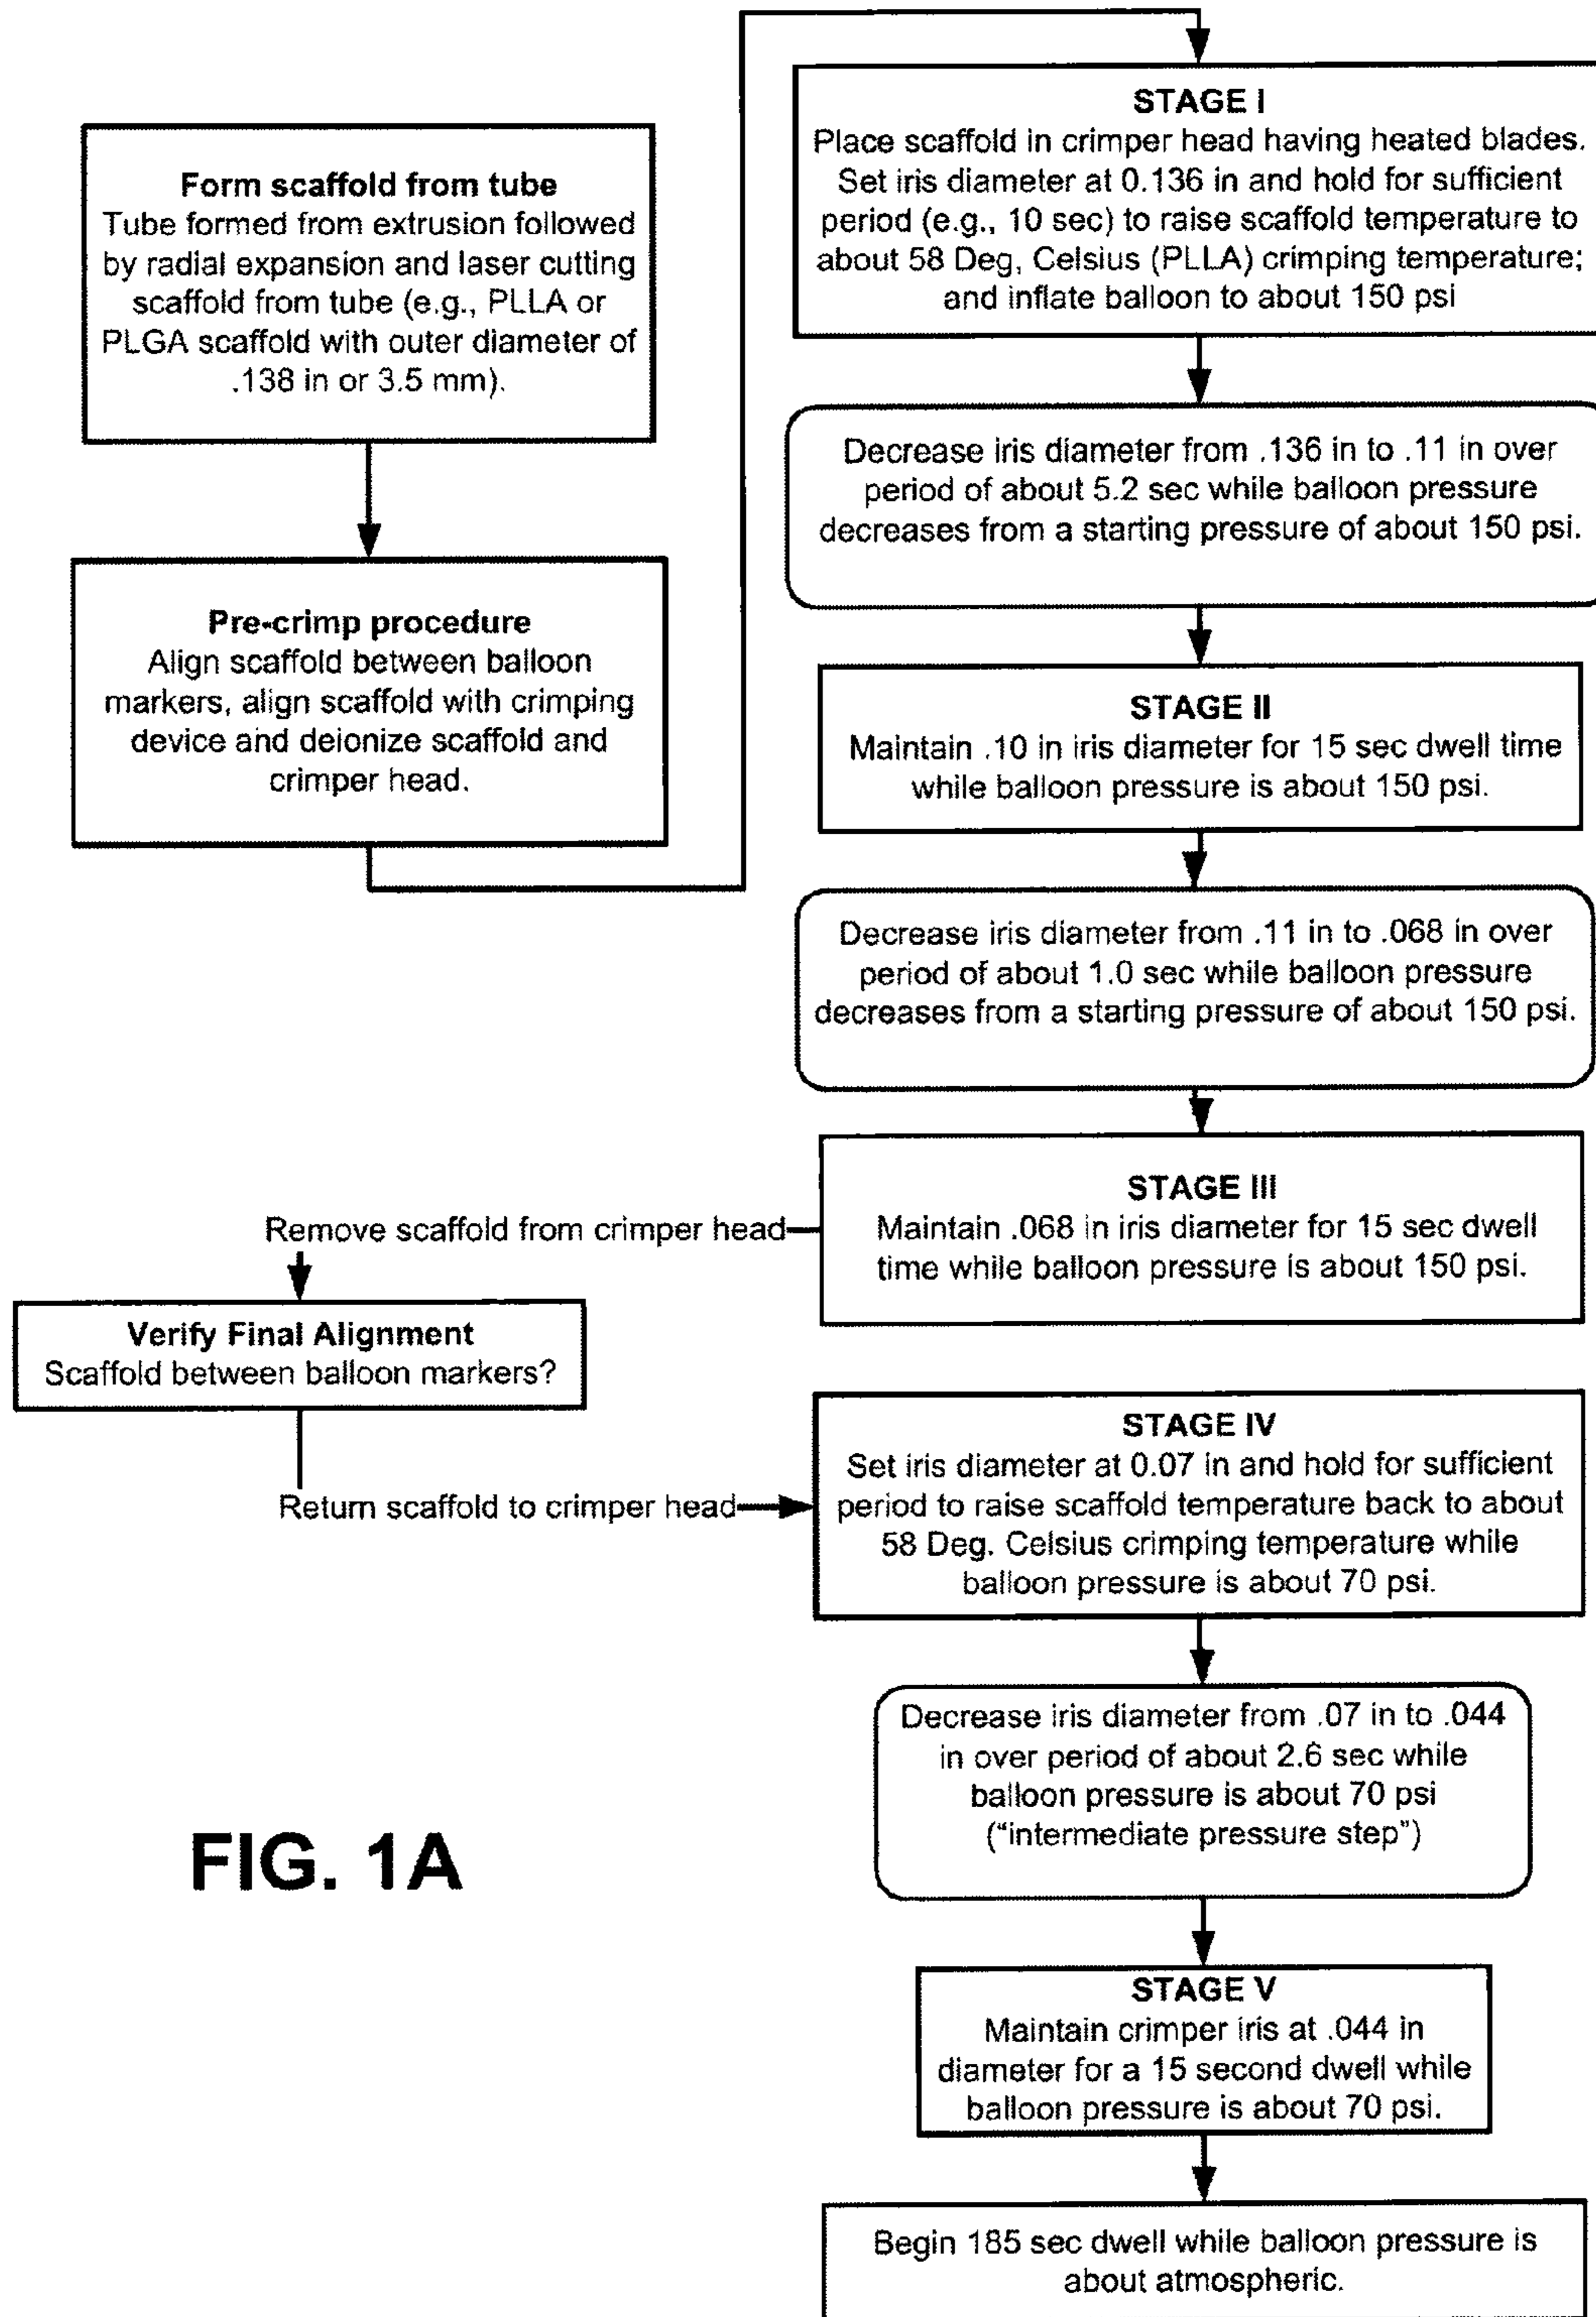 Form scaffold from tube
Tube formed from extrusion followed
by radial expansion and laser cutting
scaffold from tube (e.g., PLLA or
PLGA scaffold with outer diameter of
.138 in or 3.5 mm).
Pre-crimp procedure
Align scaffold between balloon
markers, align scaffold with crimping
device and deionize scaffold and
crimper head.
STAGE I
Place scaffold in crimper head having heated blades.
Set iris diameter at 0.136 in and hold for sufficient
period (e.g., 10 sec) to raise scaffold temperature to
about 58 Deg, Celsius (PLLA) crimping temperature;
and inflate balloon to about 150 psi
Decrease iris diameter from .136 in to .11 in over
period of about 5.2 sec while balloon pressure
decreases from a starting pressure of about 150 psi.
STAGE II
Maintain .10 in iris diameter for 15 sec dwell time
while balloon pressure is about 150 psi.
Decrease iris diameter from .11 in to .068 in over
period of about 1.0 sec while balloon pressure
decreases from a starting pressure of about 150 psi.
STAGE III
Maintain .068 in iris diameter for 15 sec dwell
time while balloon pressure is about 150 psi.
Remove scaffold from crimper head
Verify Final Alignment
Scaffold between balloon markers?
Return scaffold to crimper head
STAGE IV
Set iris diameter at 0.07 in and hold for sufficient
period to raise scaffold temperature back to about
58 Deg. Celsius crimping temperature while
balloon pressure is about 70 psi.
Decrease iris diameter from .07 in to .044
in over period of about 2.6 sec while
balloon pressure is about 70 psi
(“intermediate pressure step”)
STAGE V
Maintain crimper iris at .044 in
diameter for a 15 second dwell while
balloon pressure is about 70 psi.
Begin 185 sec dwell while balloon pressure is
about atmospheric.
FIG. 1A